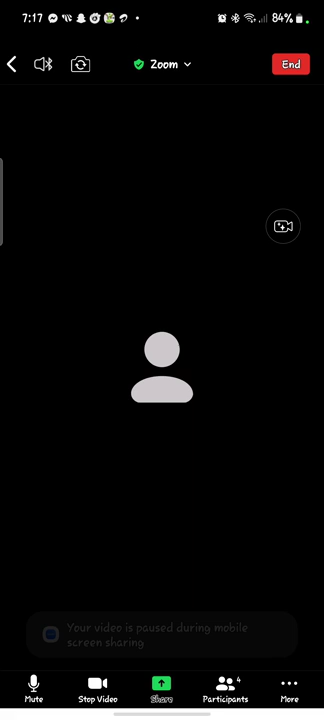 7:17
84%
Zoom
End
Your video is paused during mobile
screen sharing
4
Mute
Stop Video
Share
Participants
More